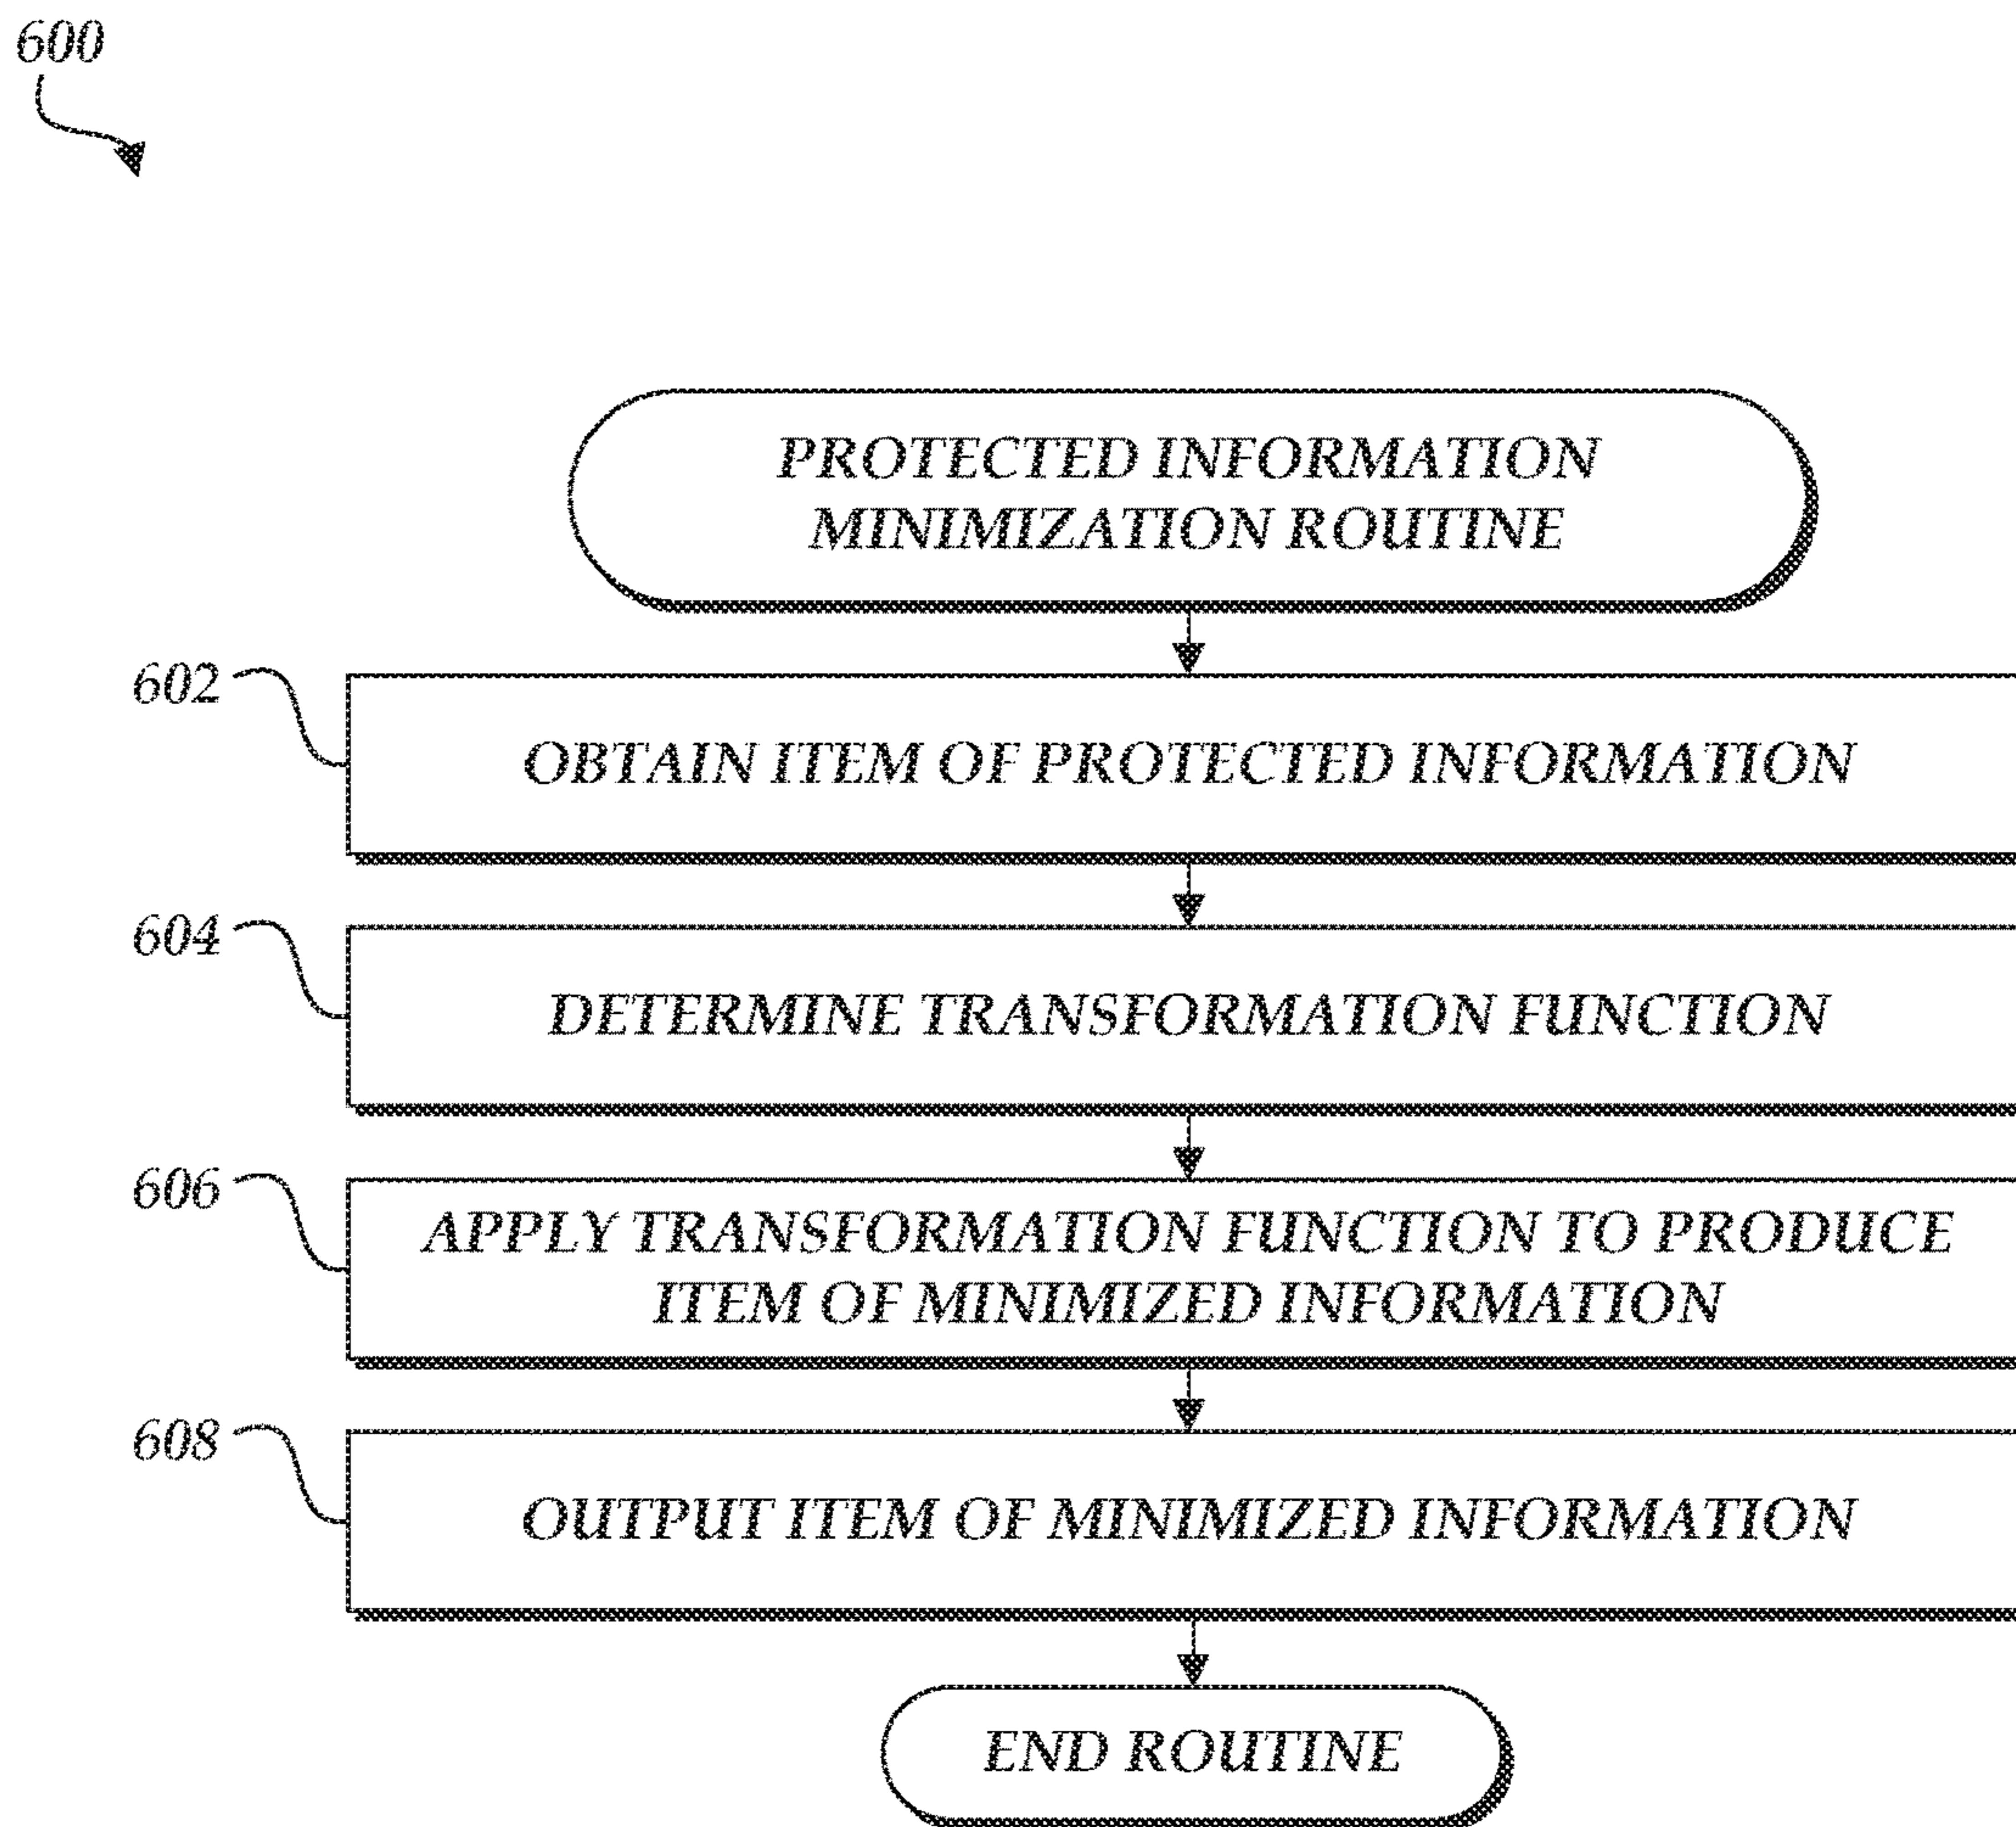 600
PROTECTED INFORMATION
MINIMIZATION ROUTINE
602
OBTAIN ITEM OF PROTECTED INFORMATION
604
DETERMINE TRANSFORMATION FUNCTION
606
APPLY TRANSFORMATION FUNCTION TO PRODUCE
ITEM OF MINIMIZED INFORMATION
608
OUTPUT ITEM OF MINIMIZED INFORMATION
END ROUTINE